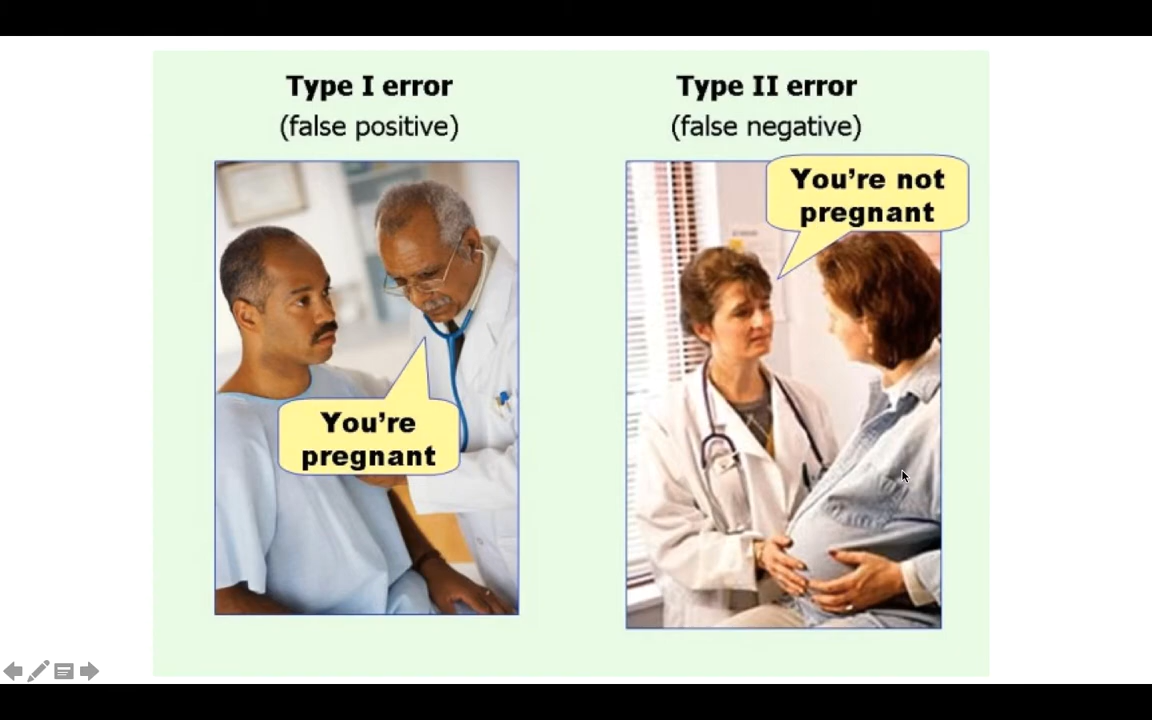 Type I error
(false positive)
You're
pregnant
Type II error
(false negative)
You're not
pregnant